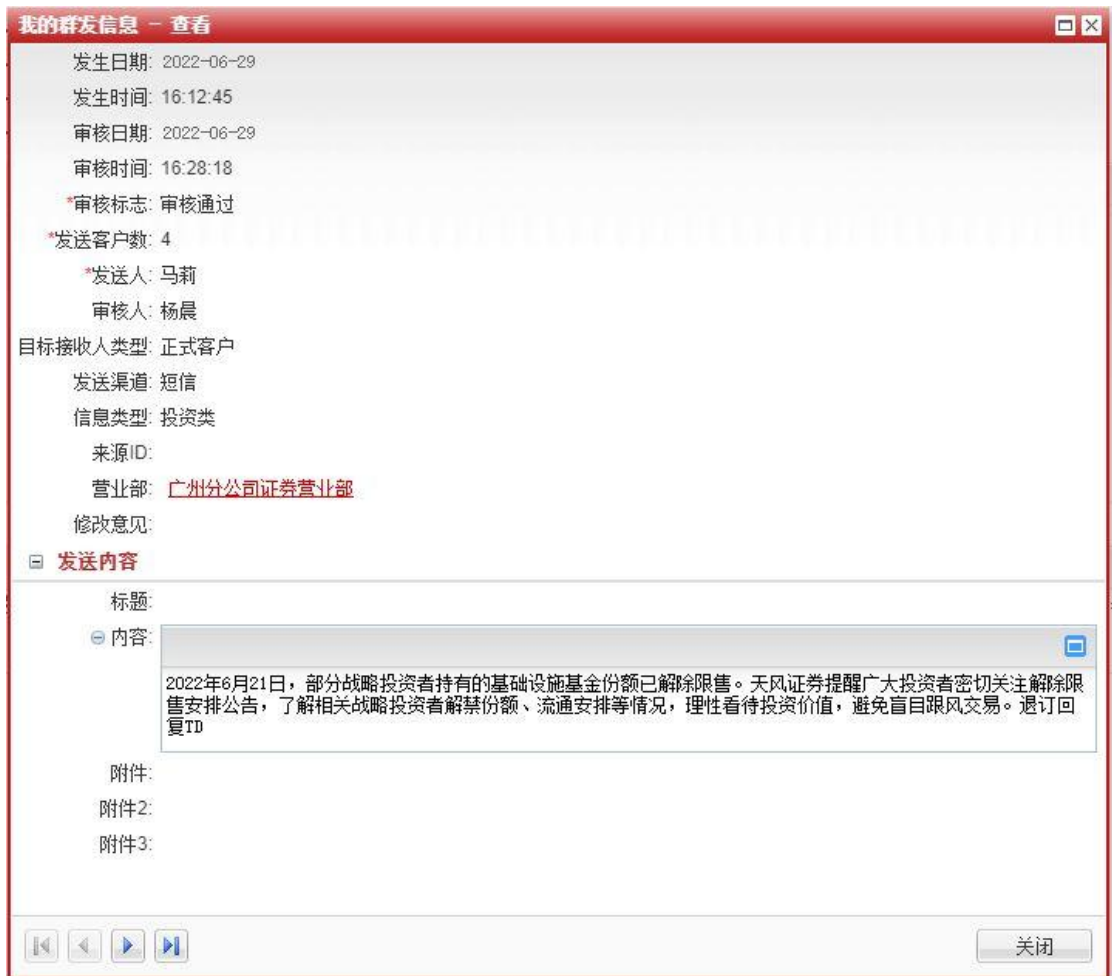 我的群发信息 - 查看
发生日期: 2022-06-29
发生时间: 16:12:45
审核日期: 2022-06-29
审核时间: 16:28:18
*审核标志: 审核通过
*发送客户数: 4
*发送人: 马莉
审核人: 杨晨
目标接收人类型: 正式客户
发送渠道: 短信
信息类型: 投资类
来源ID:
营业部: 广州分公司证券营业部
修改意见:
发送内容
标题:
内容:
2022年6月21日，部分战略投资者持有的基础设施基金份额已解除限售。天风证券提醒广大投资者密切关注解除限
售安排公告，了解相关战略投资者解禁份额、流通安排等情况，理性看待投资价值，避免盲目跟风交易。退订回
复TD
附件:
附件2:
附件3:
关闭